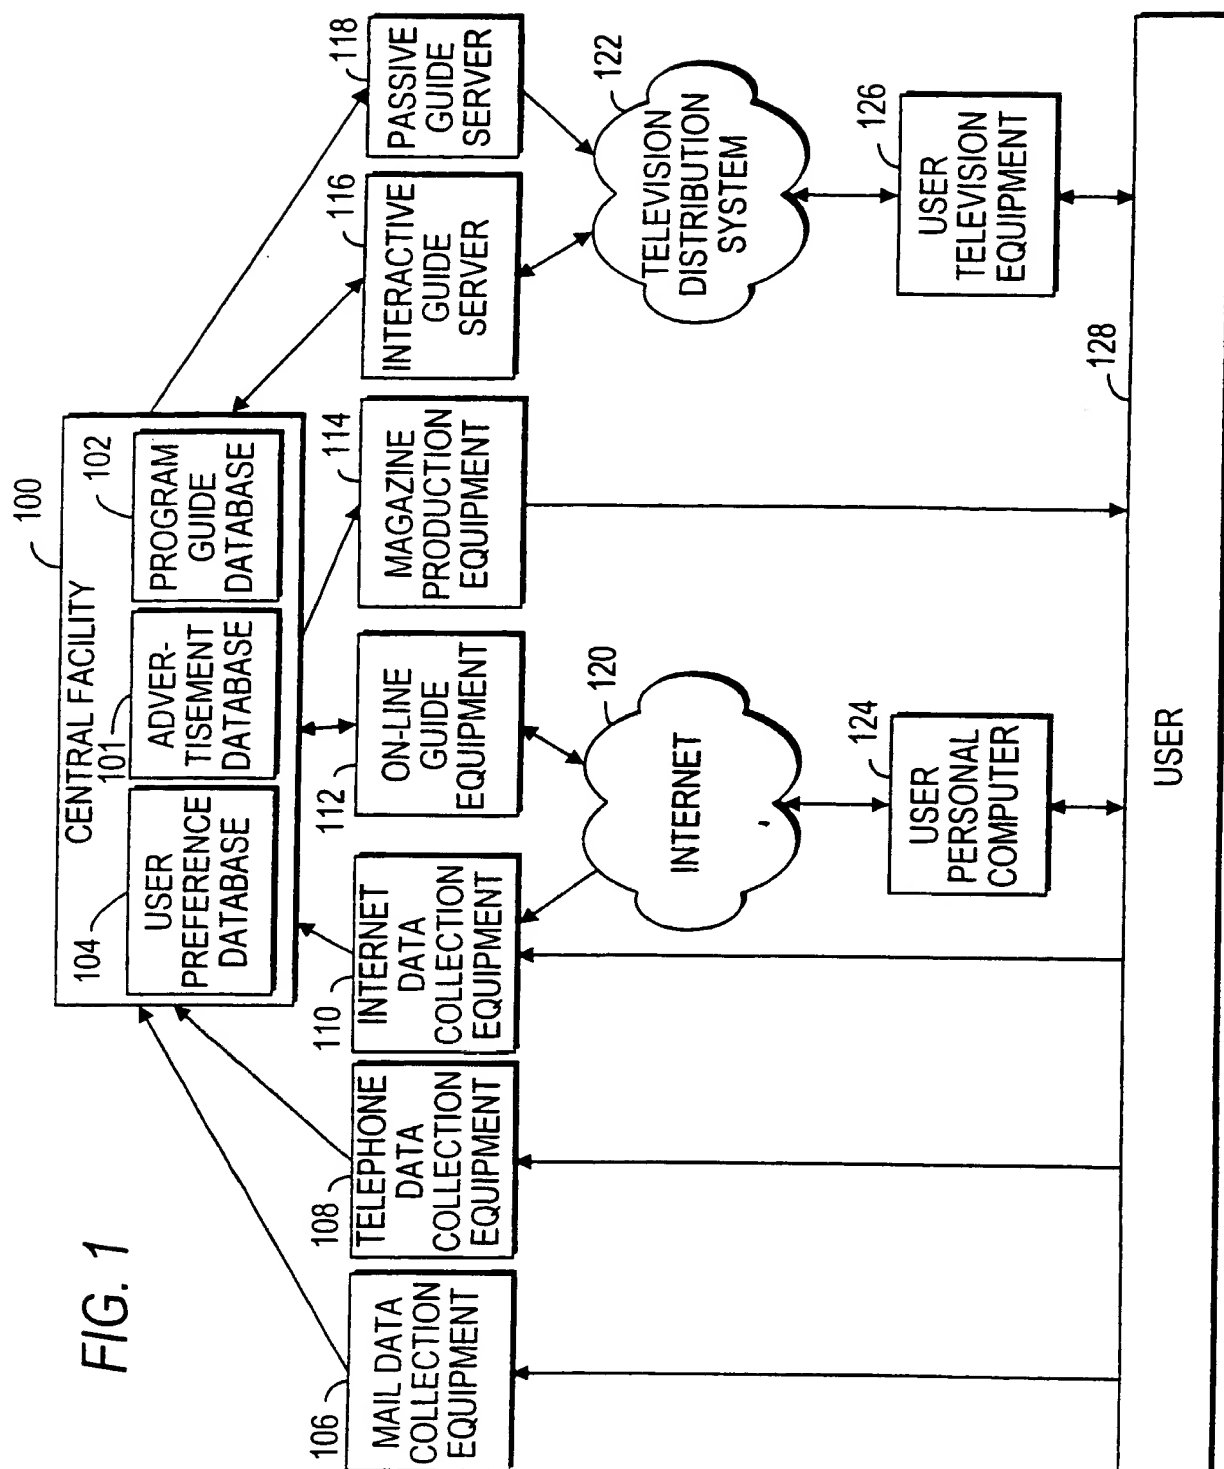 FIG. 1
100
CENTRAL FACILITY
104
101
102
USER
PREFERENCE
DATABASE
ADVER-
TISEMENT
DATABASE
PROGRAM
GUIDE
DATABASE
106
MAIL DATA
COLLECTION
EQUIPMENT
108
TELEPHONE
DATA
COLLECTION
EQUIPMENT
110
INTERNET
DATA
COLLECTION
EQUIPMENT
112
ON-LINE
GUIDE
EQUIPMENT
114
MAGAZINE
PRODUCTION
EQUIPMENT
116
INTERACTIVE
GUIDE
SERVER
118
PASSIVE
GUIDE
SERVER
120
INTERNET
122
TELEVISION
DISTRIBUTION
SYSTEM
124
USER
PERSONAL
COMPUTER
126
USER
TELEVISION
EQUIPMENT
128
USER